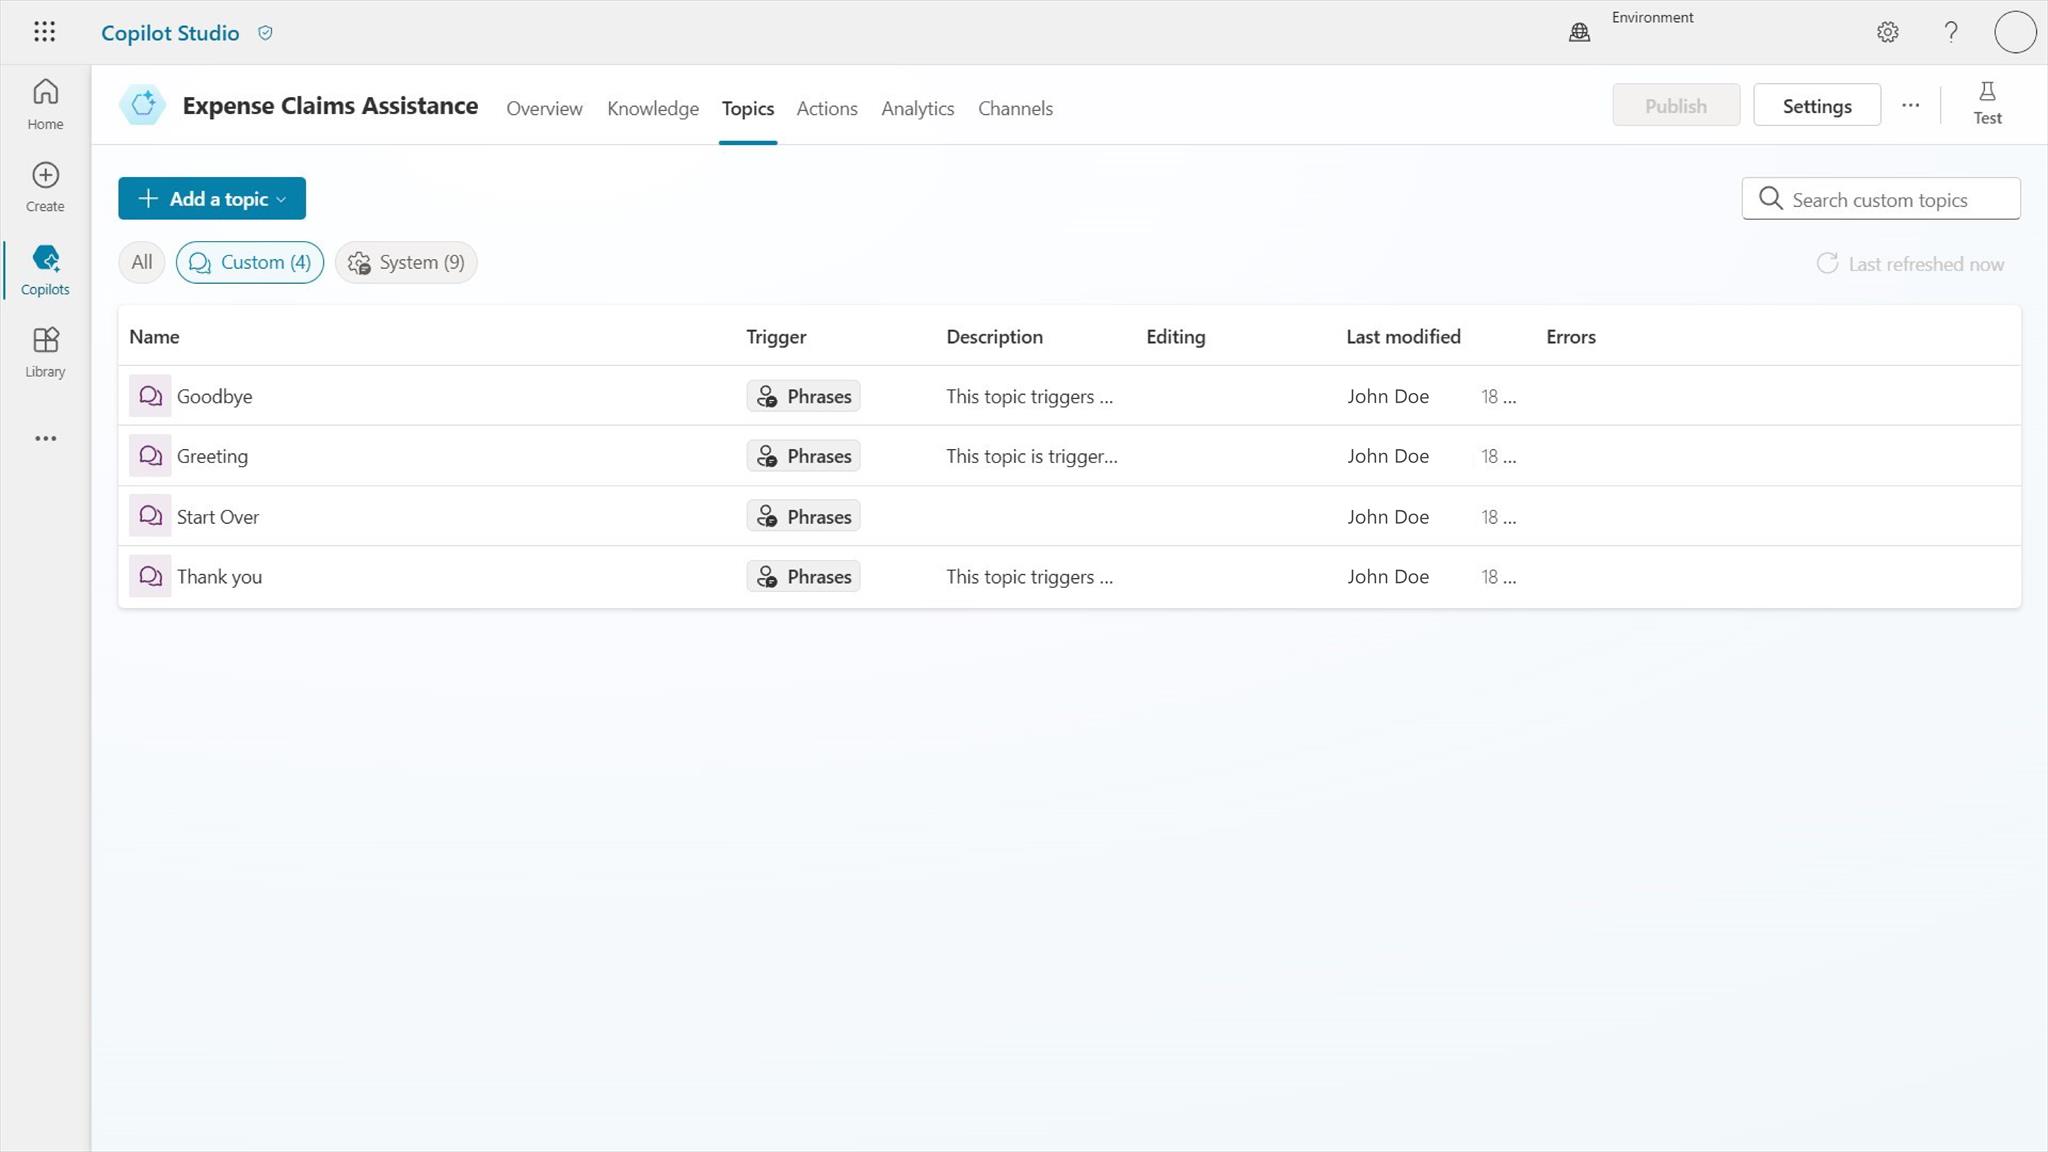 Copilot Studio
Environment
Home
Create
Copilots
Library
Expense Claims Assistance
Overview
Knowledge
Topics
Actions
Analytics
Channels
Publish
Settings
Test
Add a topic
Search custom topics
All
Custom (4)
System (9)
Last refreshed now
Name Trigger Description Editing Last modified Errors
Goodbye Phrases This topic triggers ... John Doe 18 ...
Greeting Phrases This topic is trigger... John Doe 18 ...
Start Over Phrases John Doe 18 ...
Thank you Phrases This topic triggers ... John Doe 18 ...